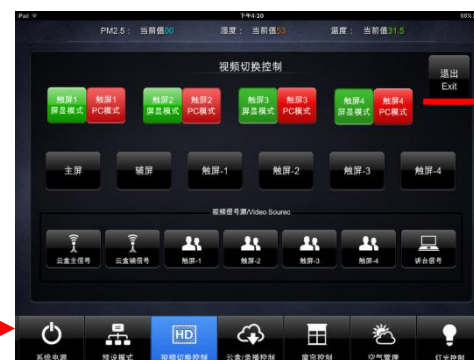 iPad 下午4:20 80%
PM2.5： 当前值00 湿度： 当前值53 温度： 当前值31.5
视频切换控制
退出
Exit
触屏1 触屏1 触屏2 触屏2 触屏3 触屏3 触屏4 触屏4
屏显模式 PC模式 屏显模式 PC模式 屏显模式 PC模式 屏显模式 PC模式
主屏 辅屏 触屏-1 触屏-2 触屏-3 触屏-4
视频信号源/Video Sourec
云盒主信号 云盒辅信号 触屏-1 触屏-2 触屏-3 触屏-4 讲台信号
HD
系统电源 预设模式 视频切换控制 云盒/录播控制 窗帘控制 空气管理 灯光控制